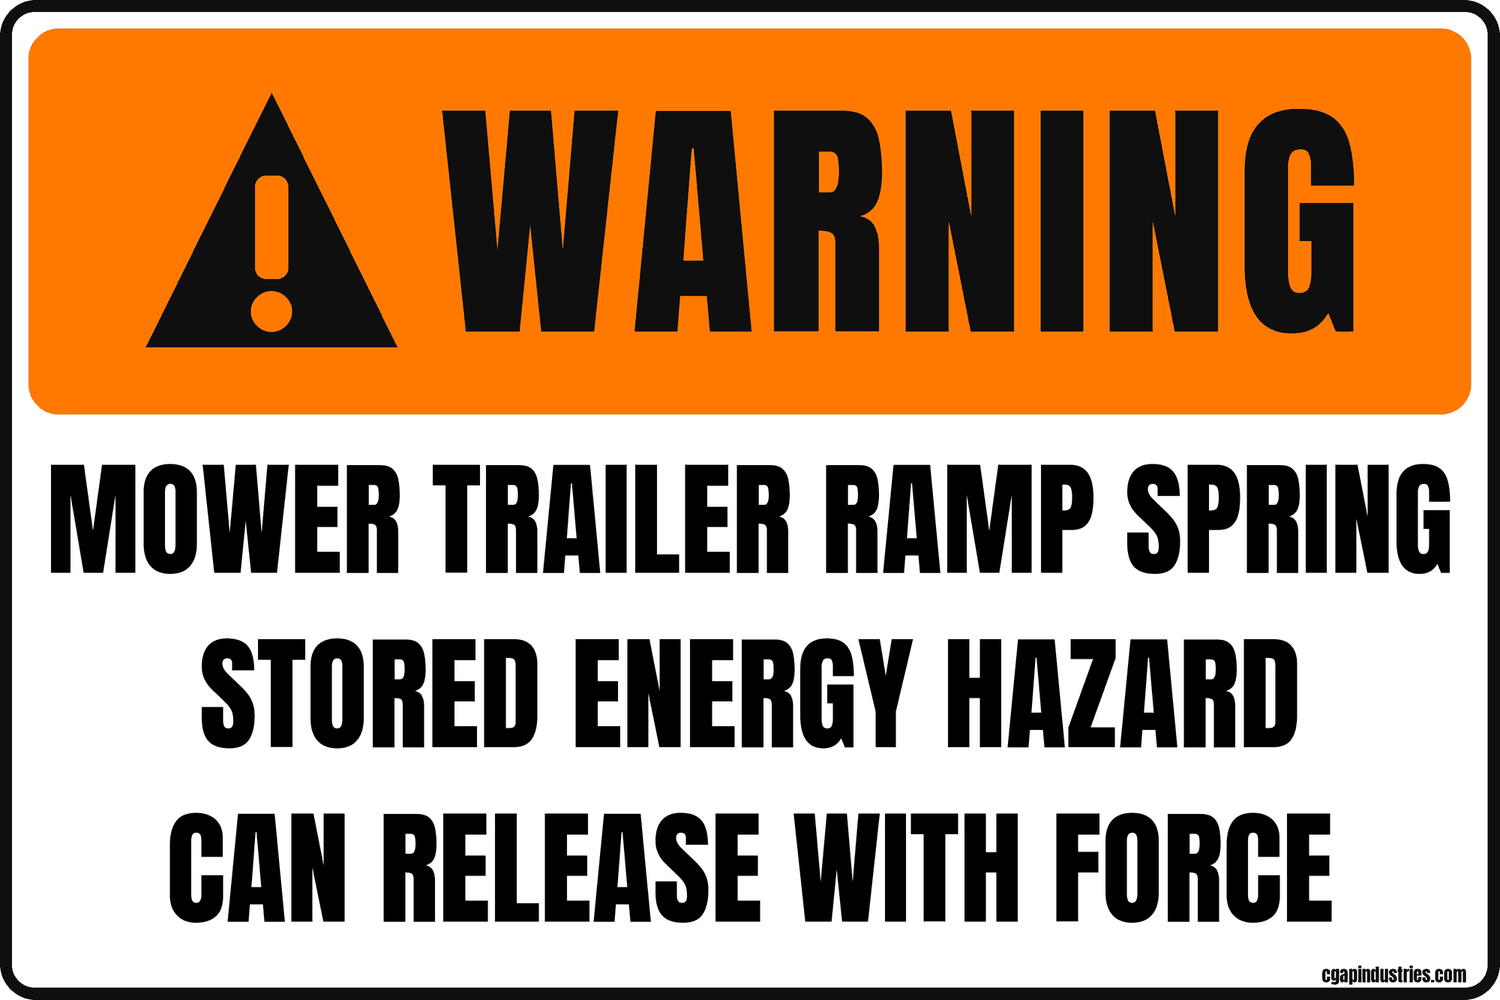 WARNING
MOWER TRAILER RAMP SPRING
STORED ENERGY HAZARD
CAN RELEASE WITH FORCE
cgapindustries.com